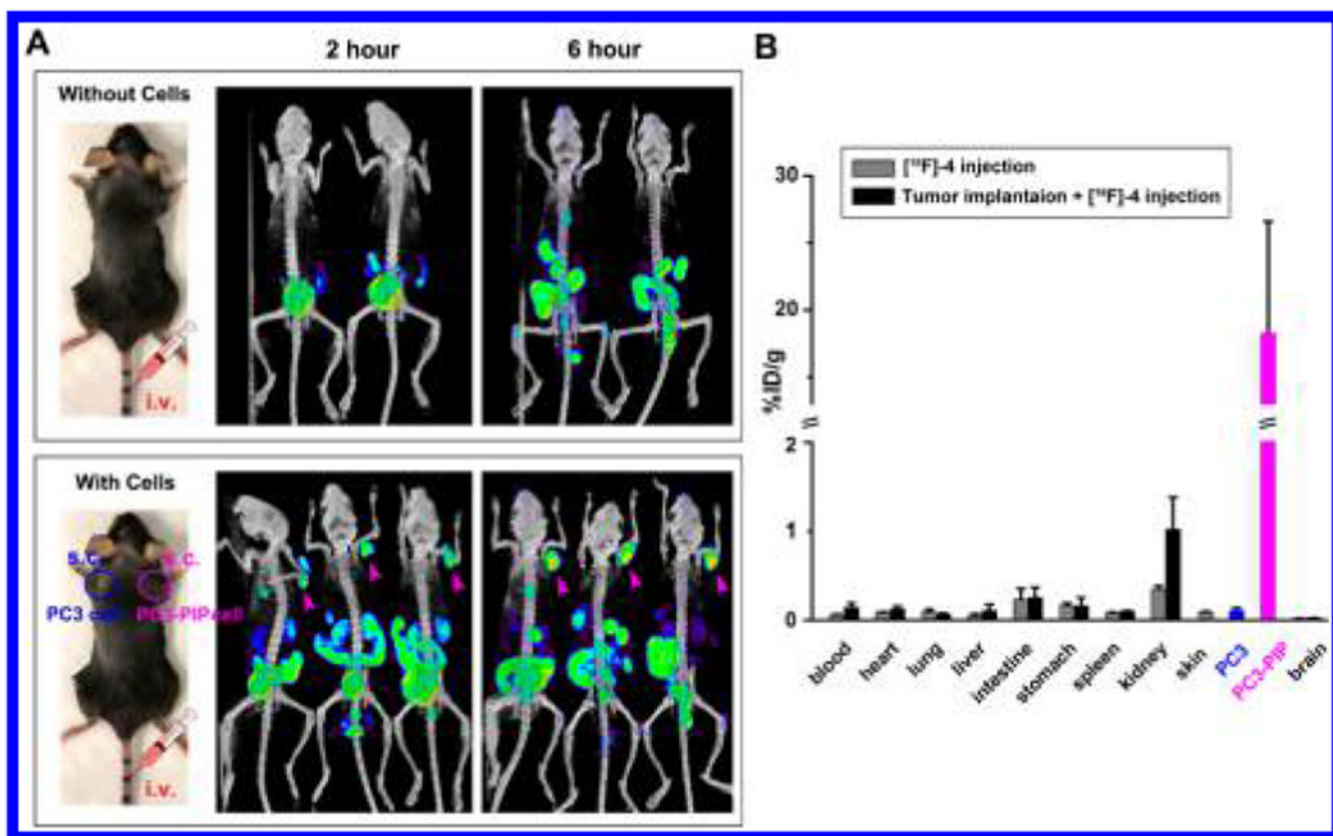 A
2 hour
6 hour
Without Cells
i.v.
With Cells
s.c.
s.c.
PC3 cell
PC3-PIP cell
i.v.
B
[¹⁸F]-4 injection
Tumor implantaion + [¹⁸F]-4 injection
%ID/g
30
20
2
1
0
blood
heart
lung
liver
intestine
stomach
spleen
kidney
skin
PC3
PC3-PIP
brain